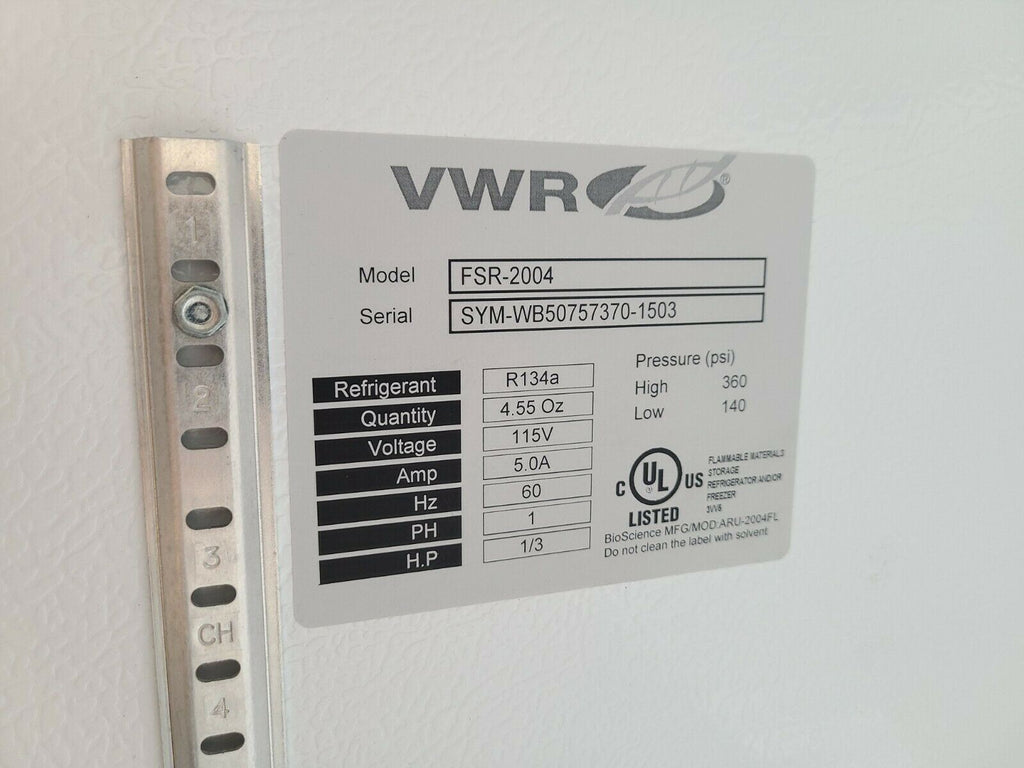 VWR®
Model FSR-2004
Serial SYM-WB50757370-1503
Refrigerant R134a
Quantity 4.55 Oz
Voltage 115V
Amp 5.0A
Hz 60
PH 1
H.P 1/3
Pressure (psi)
High 360
Low 140
C UL US
LISTED
FLAMMABLE MATERIALS
STORAGE
REFRIGERATOR AND/OR
FREEZER
3VV6
BioScience MFG/MOD:ARU-2004FL
Do not clean the label with solvent
1
2
3
CH
4